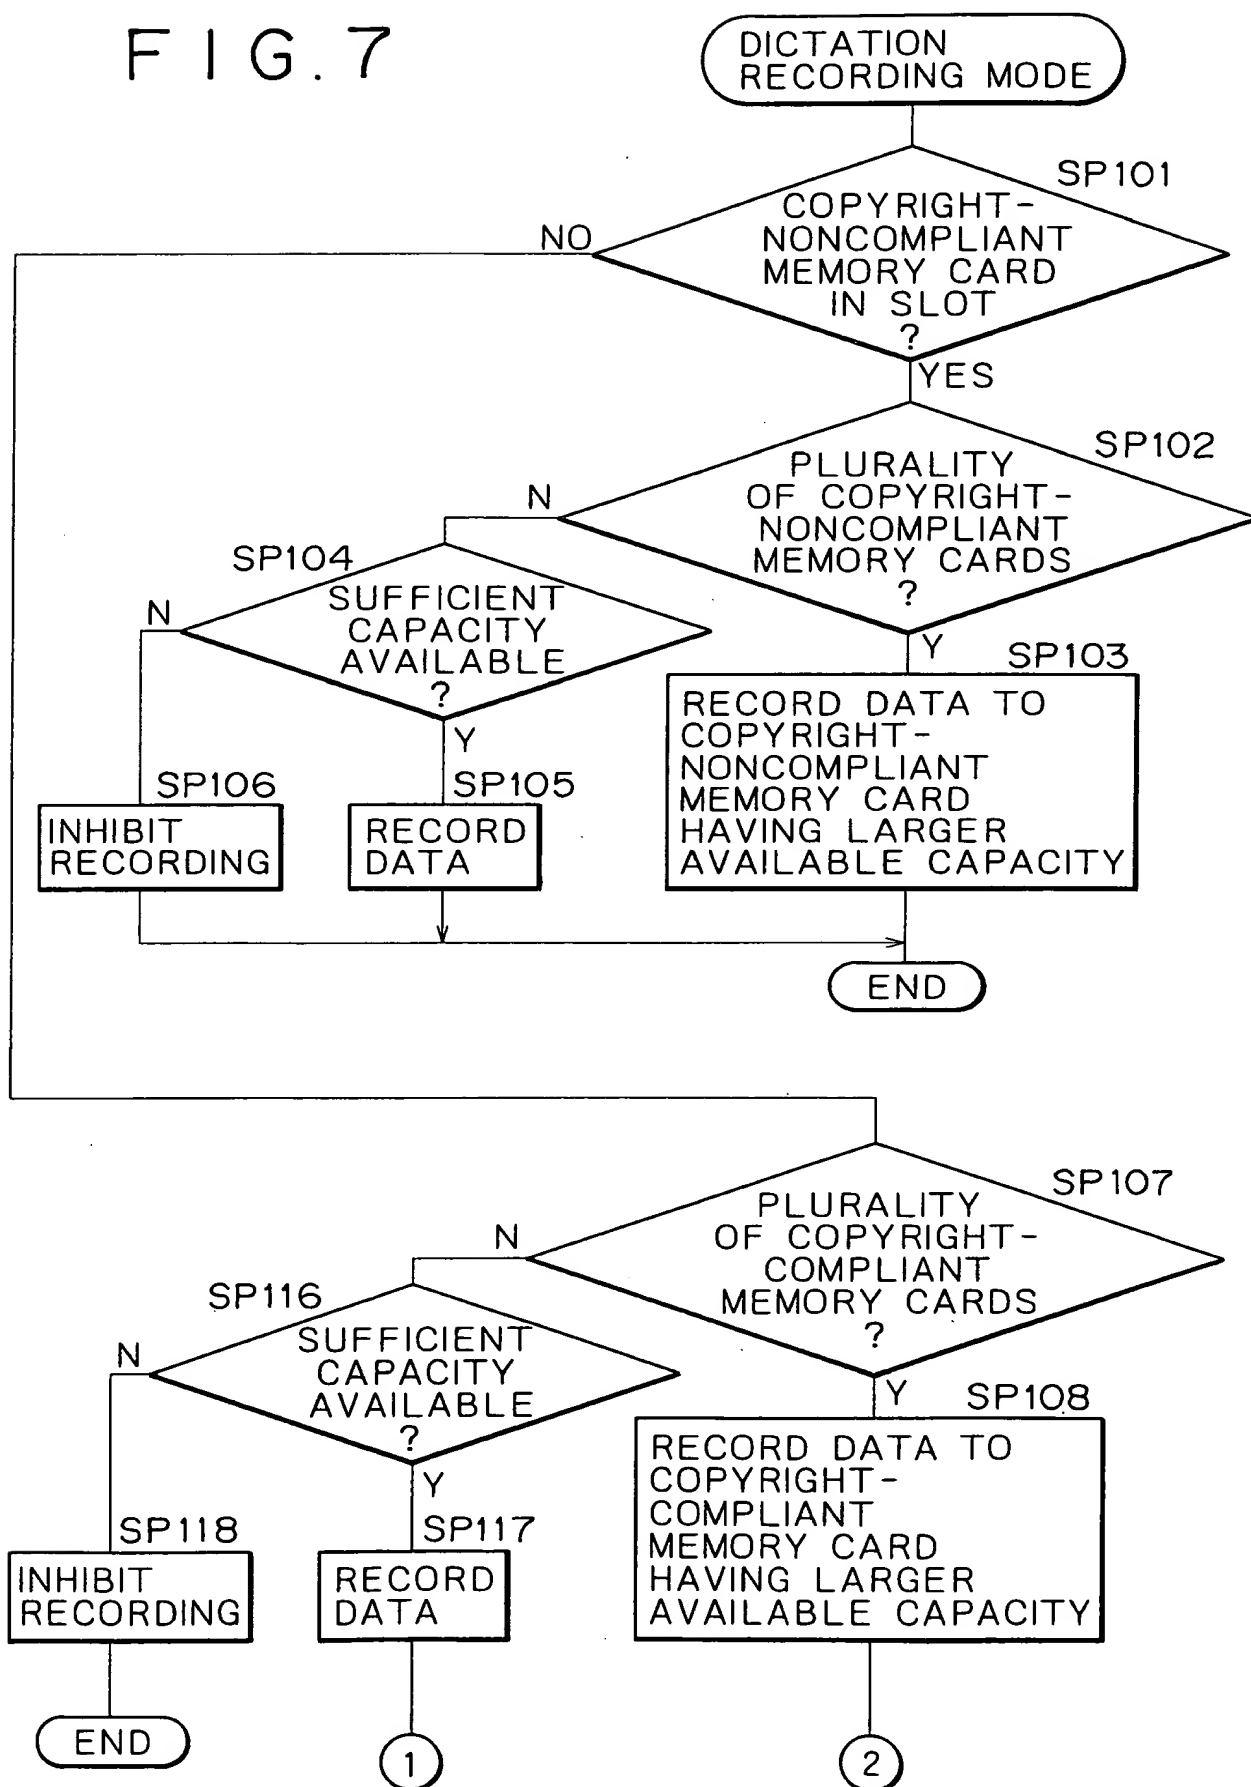 FIG.7
DICTATION
RECORDING MODE
SP101
COPYRIGHT-
NONCOMPLIANT
MEMORY CARD
IN SLOT
?
NO
YES
SP102
PLURALITY
OF COPYRIGHT-
NONCOMPLIANT
MEMORY CARDS
?
N
Y
SP104
SUFFICIENT
CAPACITY
AVAILABLE
?
N
Y
SP103
RECORD DATA TO
COPYRIGHT-
NONCOMPLIANT
MEMORY CARD
HAVING LARGER
AVAILABLE CAPACITY
SP106
INHIBIT
RECORDING
SP105
RECORD
DATA
END
SP107
PLURALITY
OF COPYRIGHT-
COMPLIANT
MEMORY CARDS
?
N
Y
SP116
SUFFICIENT
CAPACITY
AVAILABLE
?
N
Y
SP108
RECORD DATA TO
COPYRIGHT-
COMPLIANT
MEMORY CARD
HAVING LARGER
AVAILABLE CAPACITY
SP118
INHIBIT
RECORDING
SP117
RECORD
DATA
END
1
2